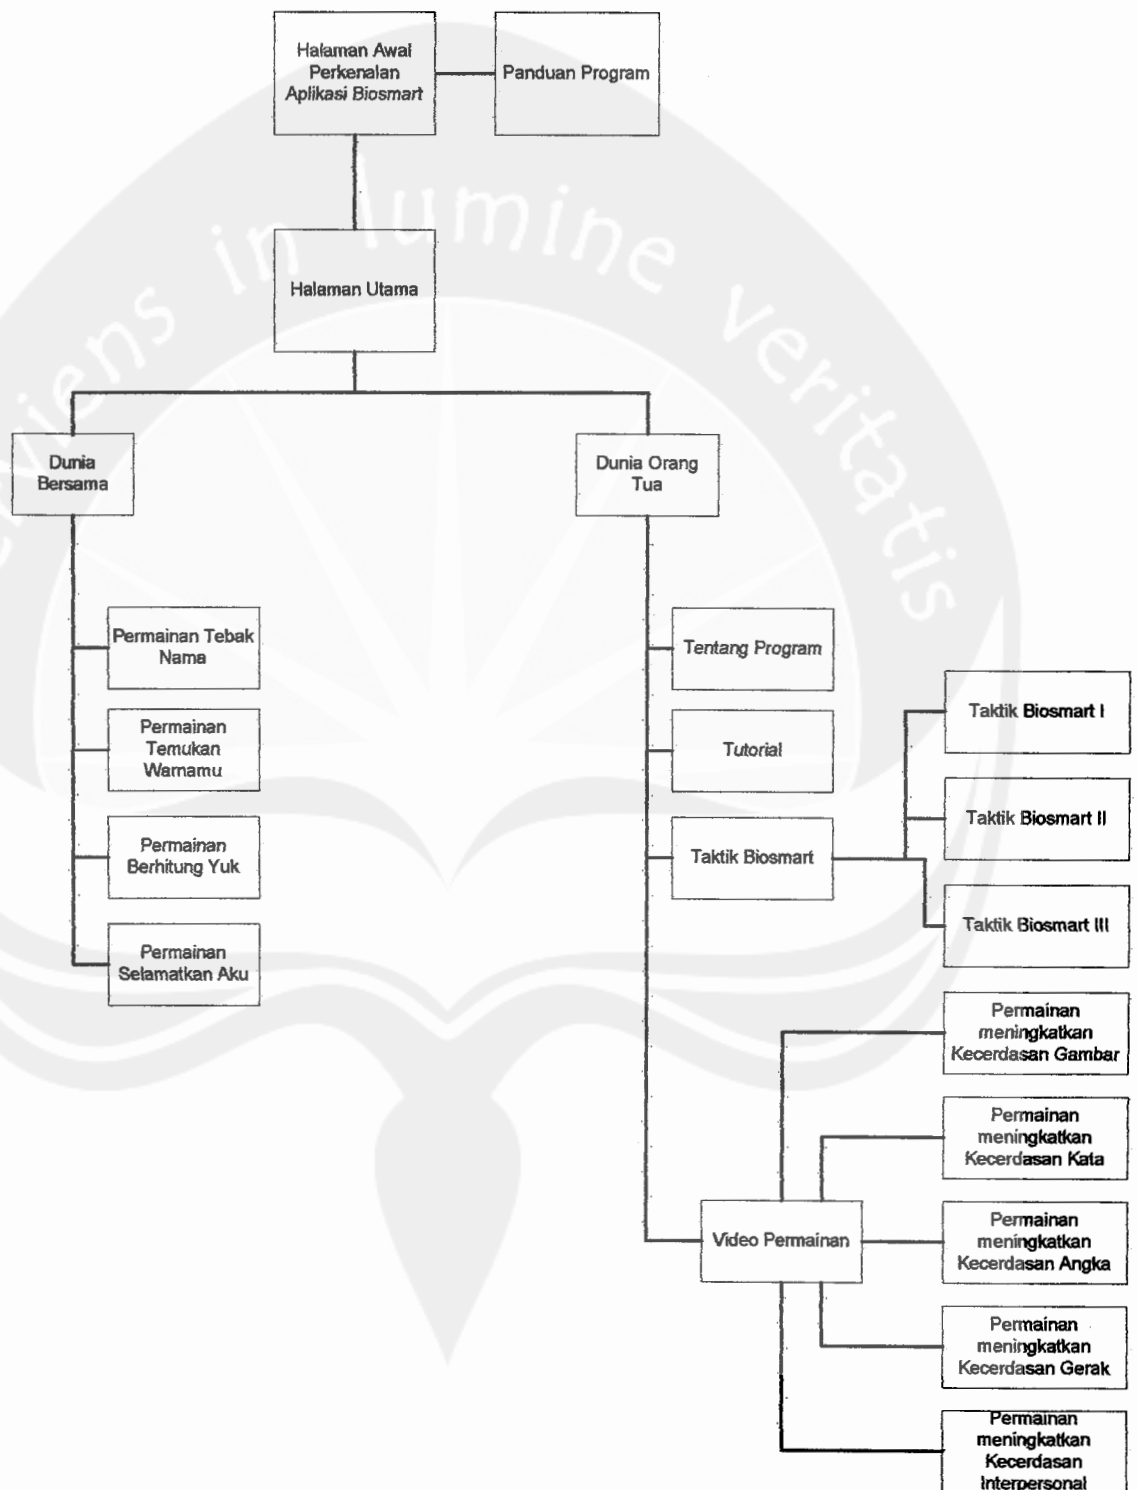 Halaman Awal
Perkenalan
Aplikasi Biosmart
Panduan Program
Halaman Utama
Dunia
Bersama
Dunia Orang
Tua
Permainan Tebak
Nama
Permainan
Temukan
Warnamu
Permainan
Berhitung Yuk
Permainan
Selamatkan Aku
Tentang Program
Tutorial
Taktik Biosmart
Taktik Biosmart I
Taktik Biosmart II
Taktik Biosmart III
Video Permainan
Permainan
meningkatkan
Kecerdasan Gambar
Permainan
meningkatkan
Kecerdasan Kata
Permainan
meningkatkan
Kecerdasan Angka
Permainan
meningkatkan
Kecerdasan Gerak
Permainan
meningkatkan
Kecerdasan
Interpersonal
in lumine veritatis